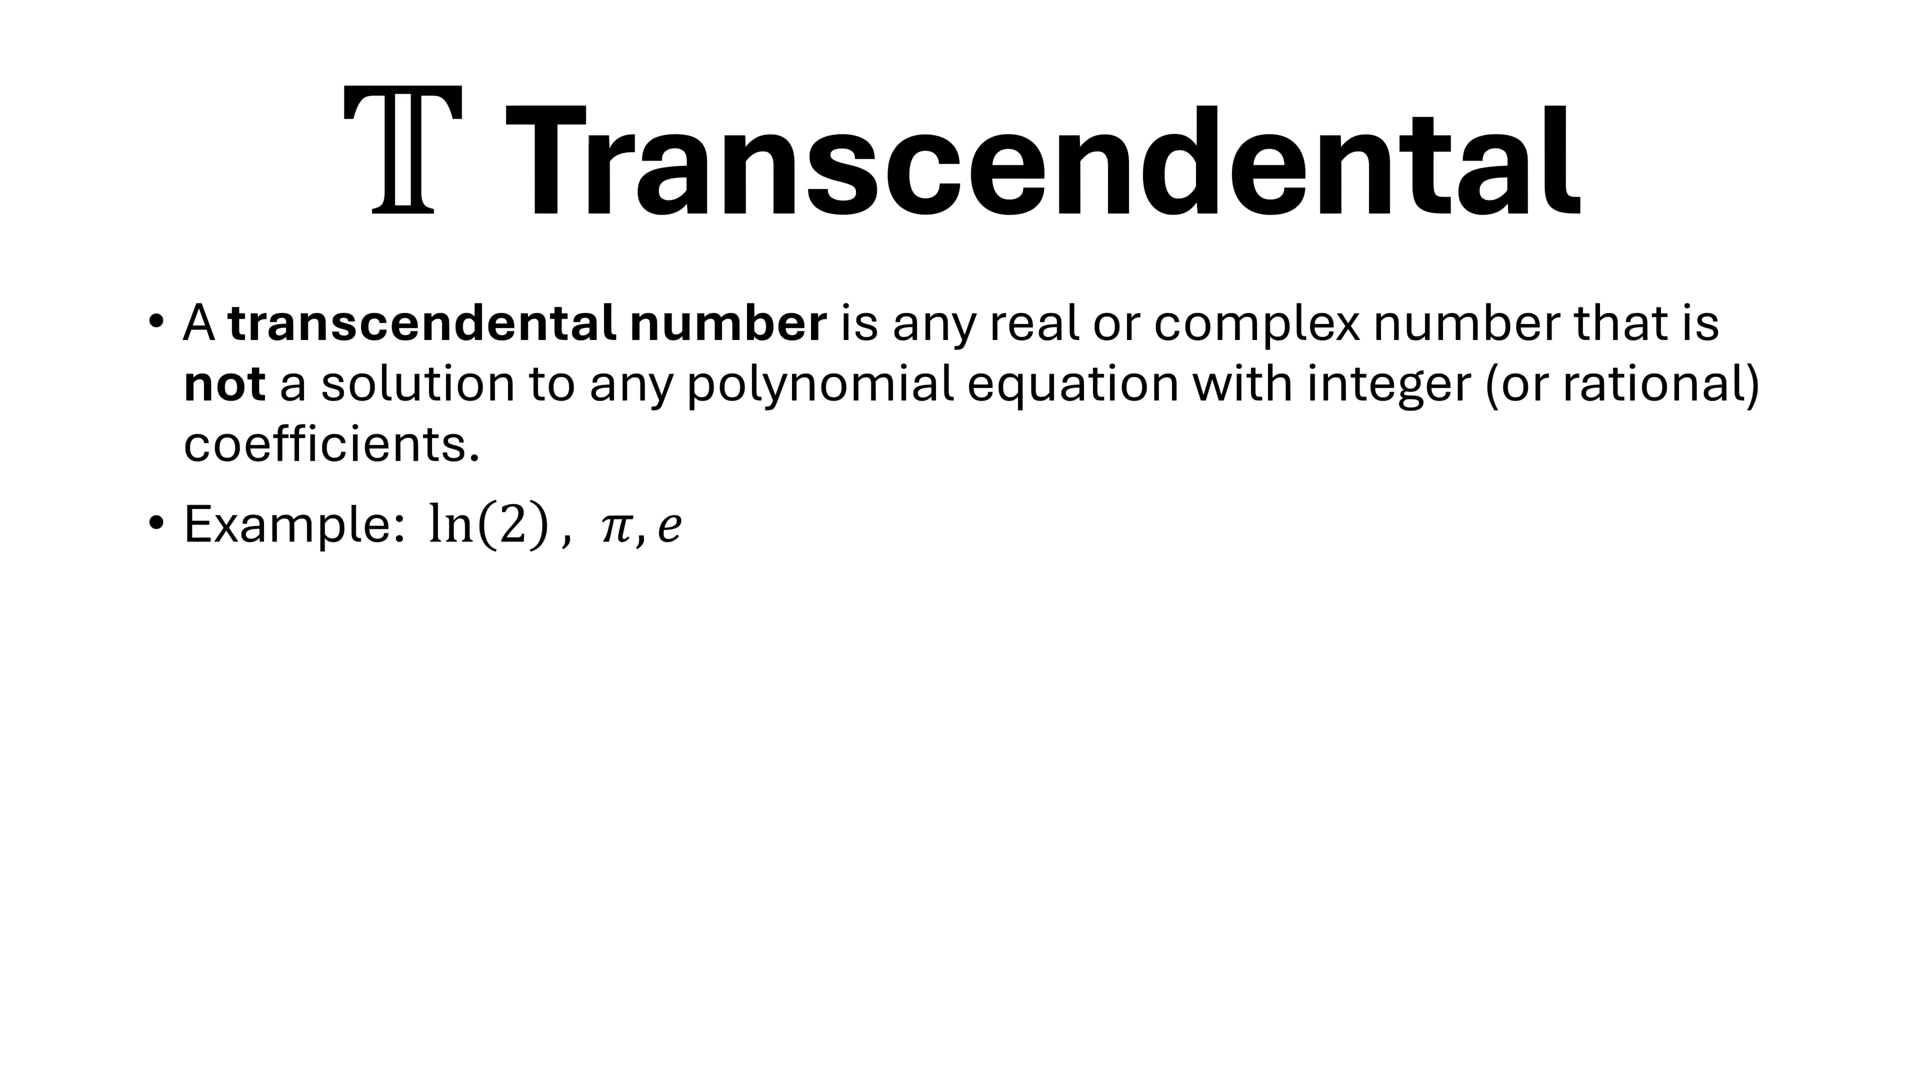 𝕋 Transcendental
• A transcendental number is any real or complex number that is
not a solution to any polynomial equation with integer (or rational)
coefficients.
• Example: ln(2) , π, e